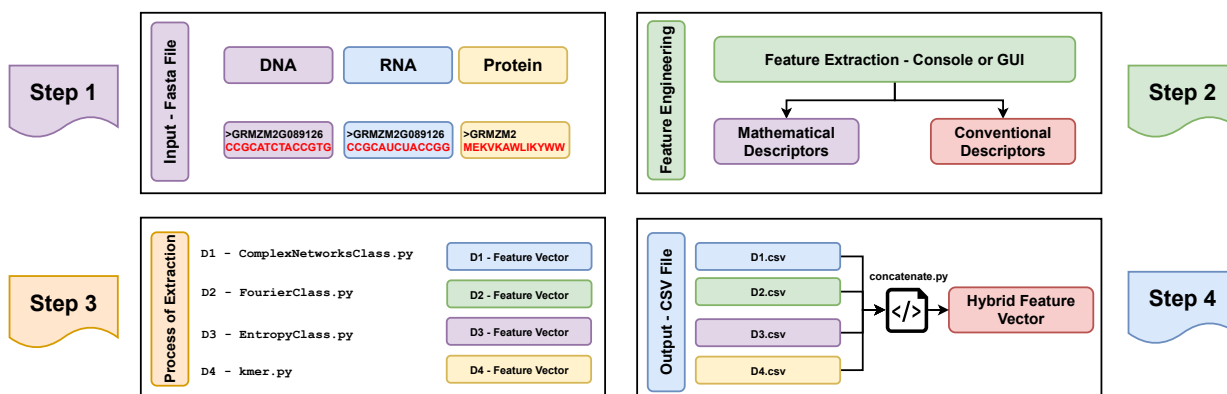 Step 1
Input - Fasta File
DNA
RNA
Protein
>GRMZM2G089126
CCGCATCTACCGTG
>GRMZM2G089126
CCGCAUCUACCGG
>GRMZM2
MEKVKAWLIKYWW
Step 2
Feature Engineering
Feature Extraction - Console or GUI
Mathematical
Descriptors
Conventional
Descriptors
Step 3
Process of Extraction
D1 - ComplexNetworksClass.py
D1 - Feature Vector
D2 - FourierClass.py
D2 - Feature Vector
D3 - EntropyClass.py
D3 - Feature Vector
D4 - kmer.py
D4 - Feature Vector
Step 4
Output - CSV File
D1.csv
D2.csv
D3.csv
D4.csv
concatenate.py
</>
Hybrid Feature
Vector